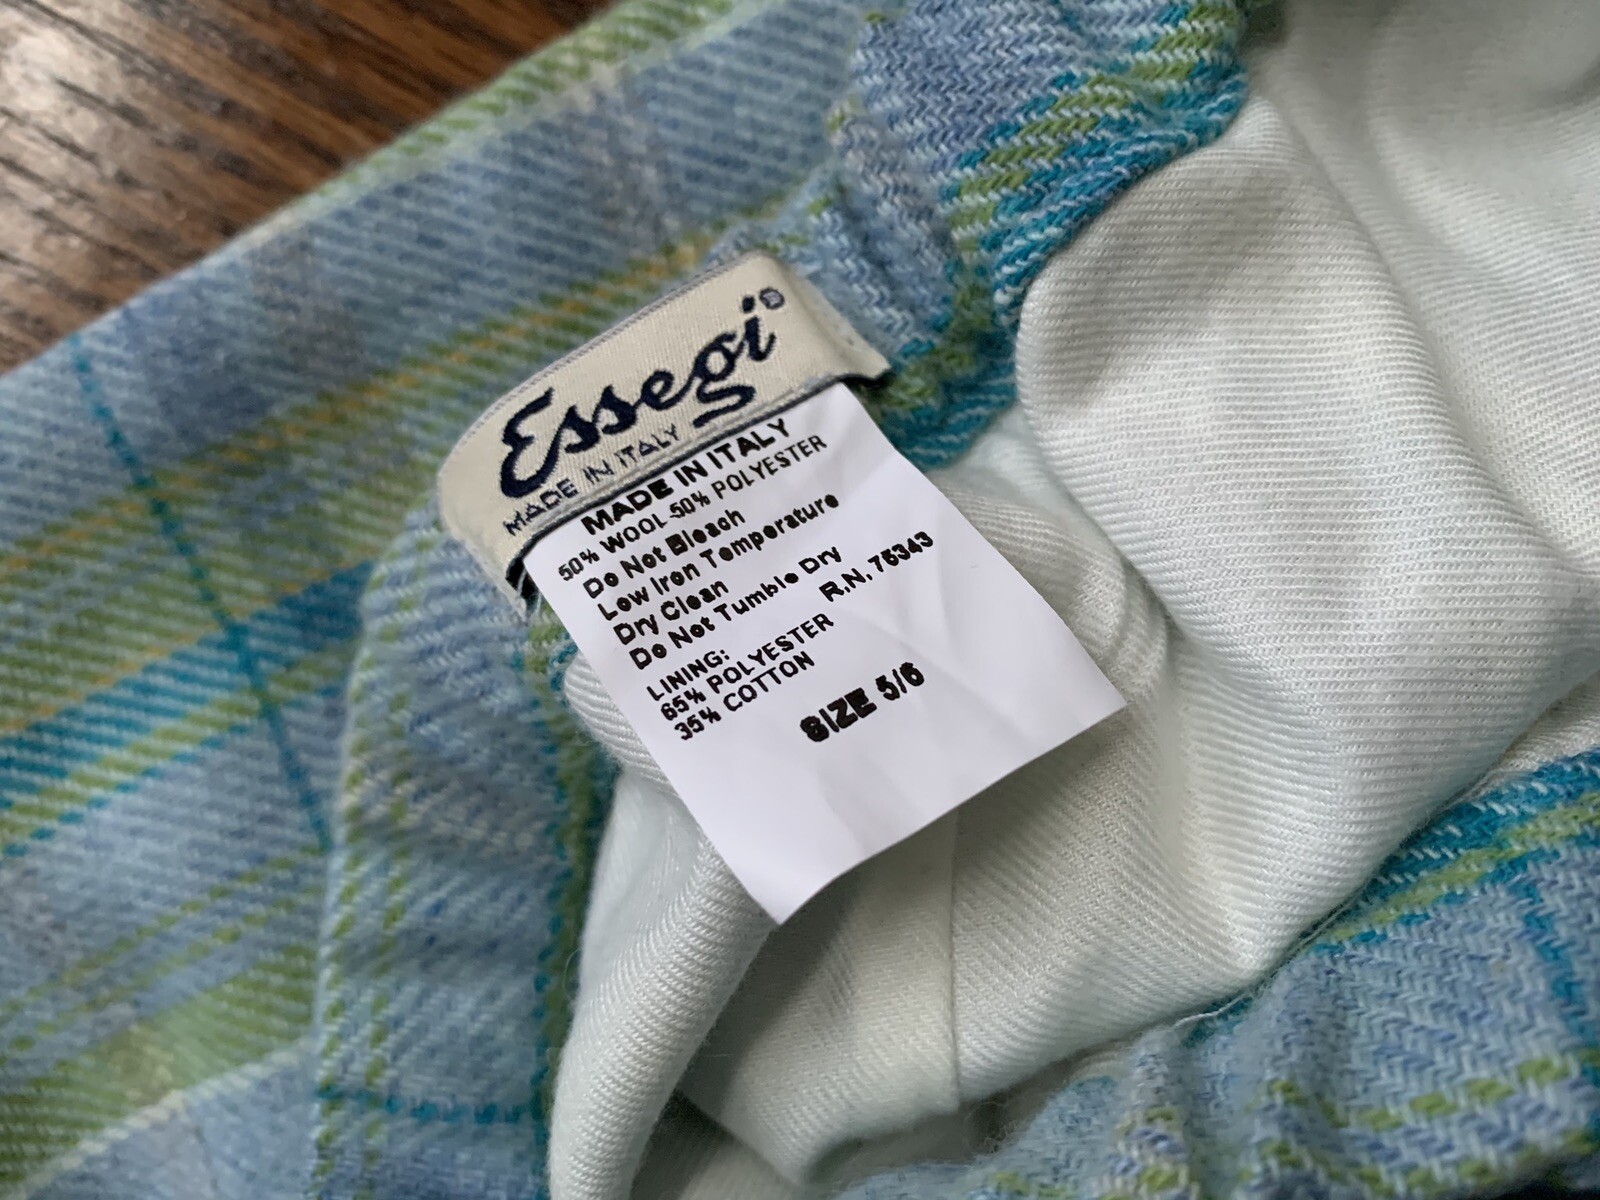 Essegi®
MADE IN ITALY
MADE IN ITALY
50% WOOL 50% POLYESTER
Do Not Bleach
Low Iron Temperature
Dry Clean
Do Not Tumble Dry
R.N. 76343
LINING:
65% POLYESTER
35% COTTON
SIZE 5/6